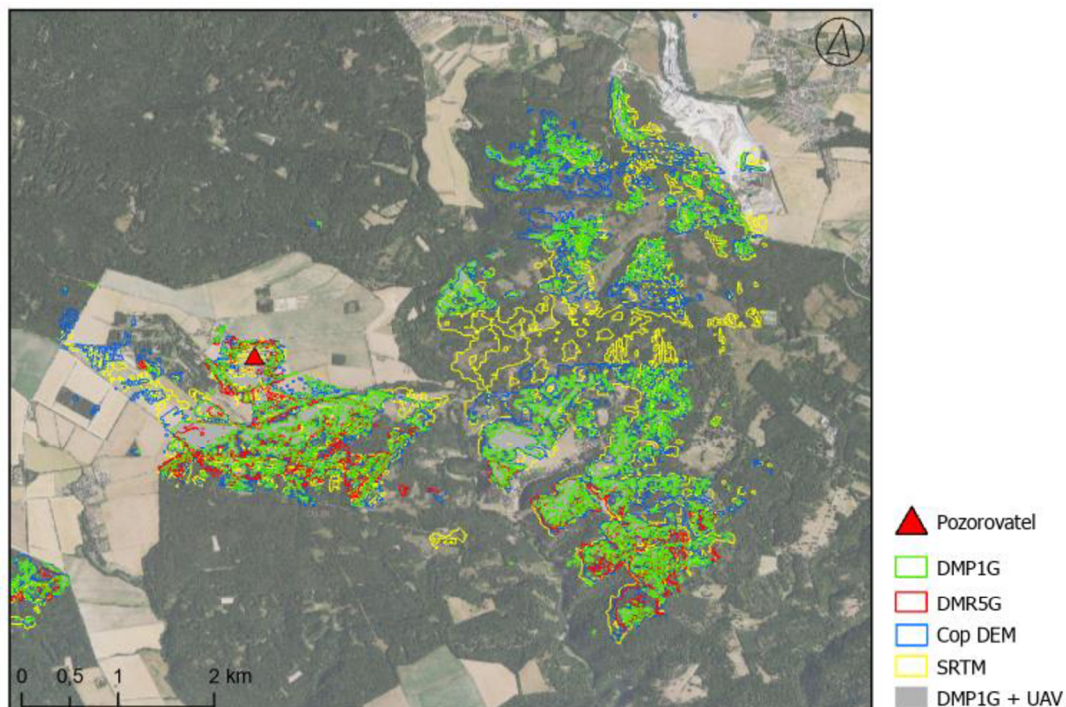 Pozorovatel
DMP1G
DMR5G
Cop DEM
SRTM
DMP1G + UAV
0 0,5 1 2 km